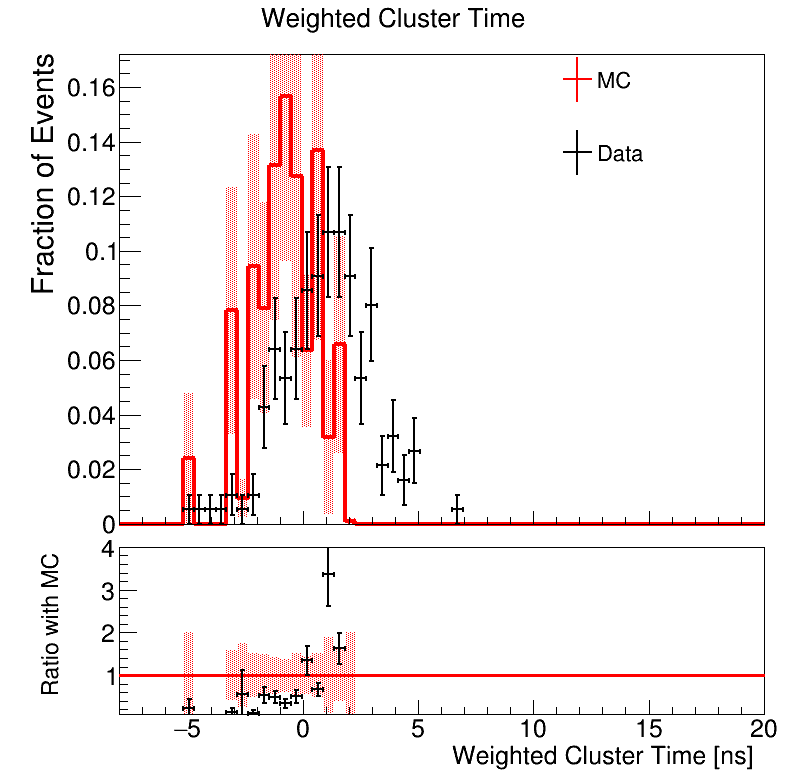 Weighted Cluster Time
Fraction of Events
0.16
0.14
0.12
0.1
0.08
0.06
0.04
0.02
0
MC
Data
Ratio with MC
4
3
2
1
−5 0 5 10 15 20
Weighted Cluster Time [ns]